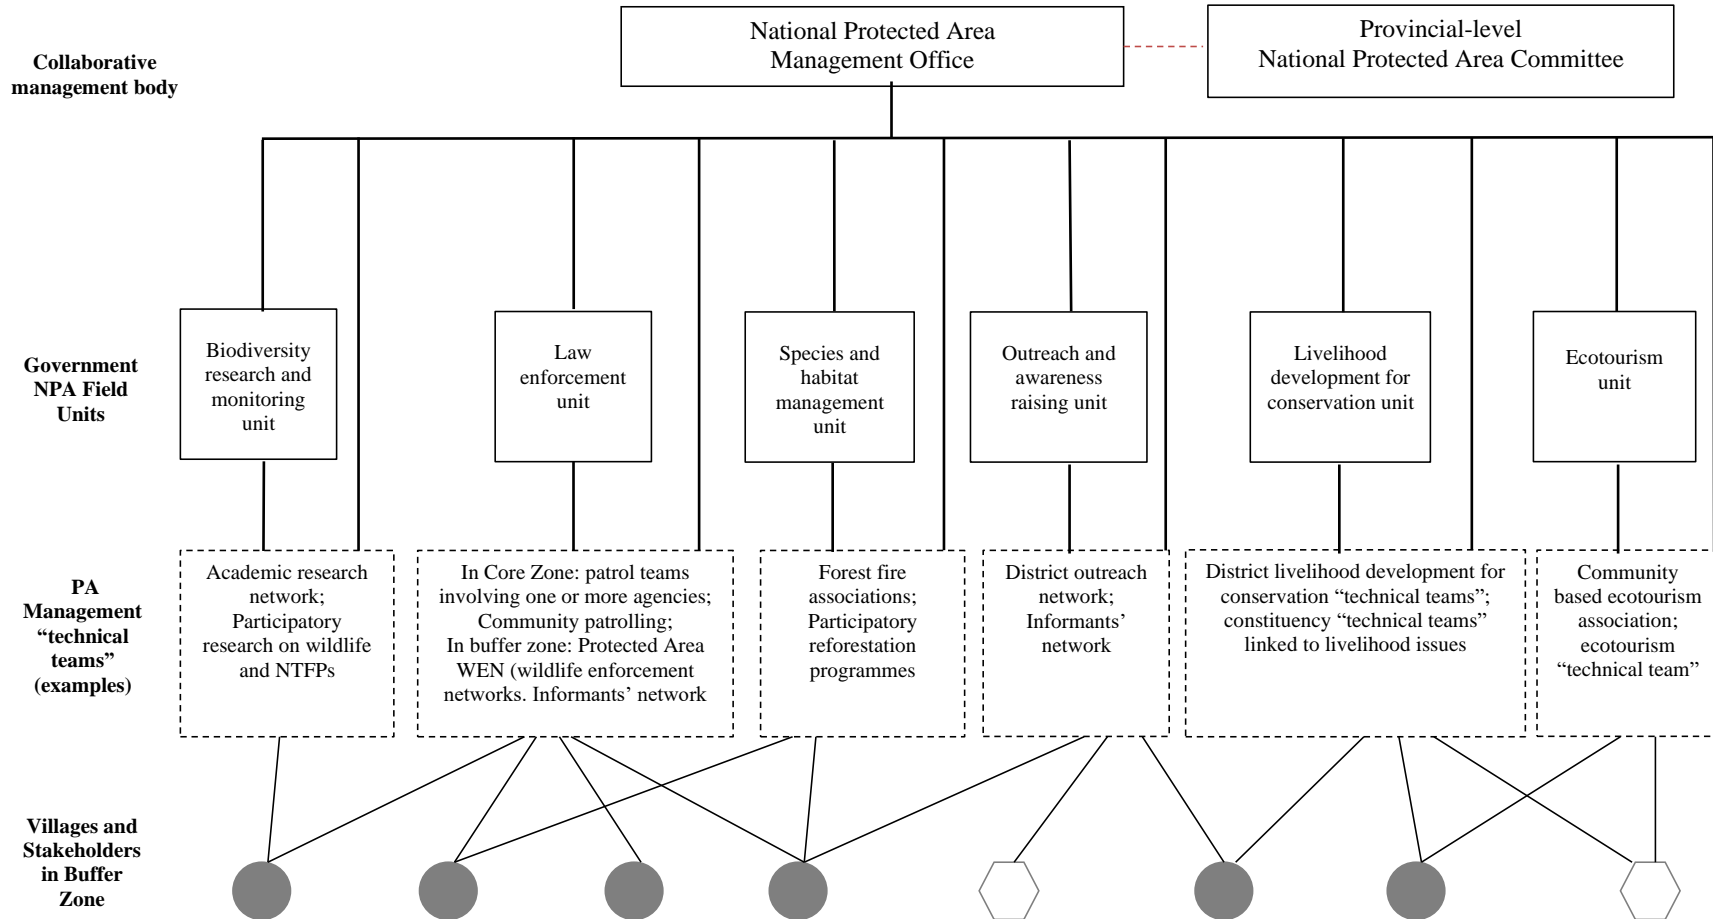 National Protected Area
Management Office
Provincial-level
National Protected Area Committee
Collaborative
management body
Government
NPA Field
Units
Biodiversity
research and
monitoring
unit
Law
enforcement
unit
Species and
habitat
management
unit
Outreach and
awareness
raising unit
Livelihood
development for
conservation unit
Ecotourism
unit
PA
Management
“technical
teams”
(examples)
Academic research
network;
Participatory
research on wildlife
and NTFPs
In Core Zone: patrol teams
involving one or more agencies;
Community patrolling;
In buffer zone: Protected Area
WEN (wildlife enforcement
networks. Informants’ network
Forest fire
associations;
Participatory
reforestation
programmes
District outreach
network;
Informants’
network
District livelihood development for
conservation “technical teams”;
constituency “technical teams”
linked to livelihood issues
Community
based ecotourism
association;
ecotourism
“technical team”
Villages and
Stakeholders
in Buffer
Zone